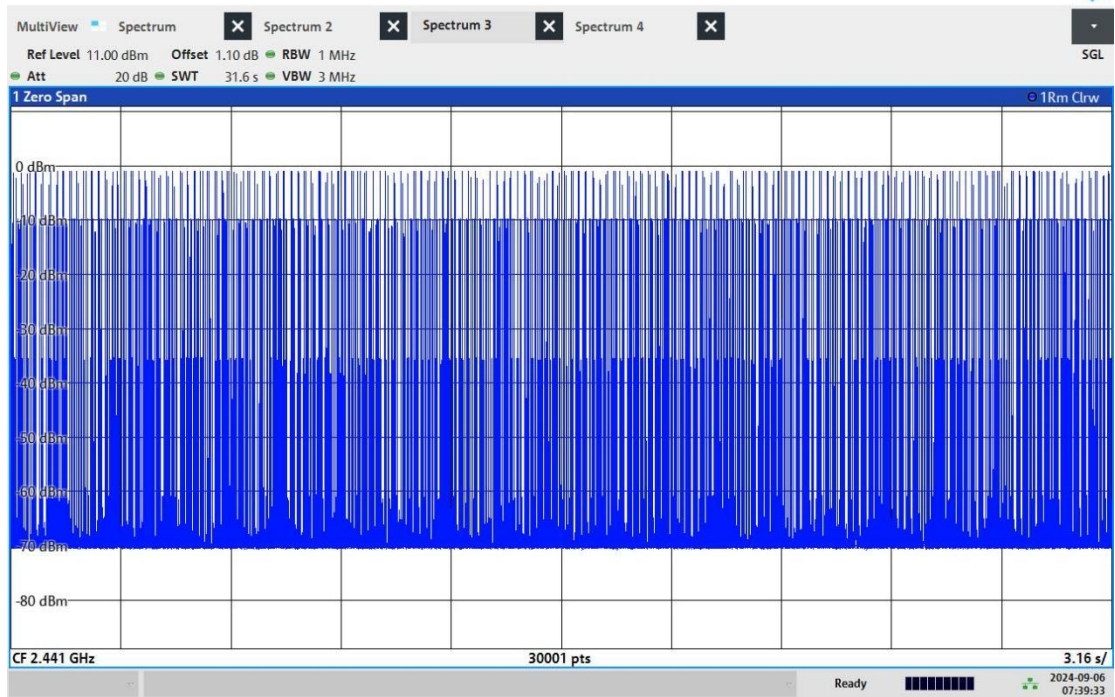 MultiView Spectrum Spectrum 2 Spectrum 3 Spectrum 4
Ref Level 11.00 dBm Offset 1.10 dB RBW 1 MHz SGL
Att 20 dB SWT 31.6 s VBW 3 MHz
1 Zero Span 1Rm Clrw
0 dBm
-10 dBm
-20 dBm
-30 dBm
-40 dBm
-50 dBm
-60 dBm
-70 dBm
-80 dBm
CF 2.441 GHz 30001 pts 3.16 s/
Ready 2024-09-06
07:39:33